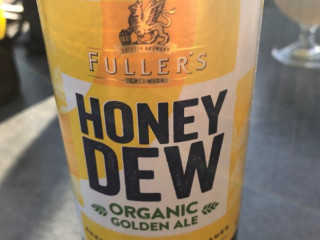 FULLER'S
HONEY
DEW
ORGANIC
GOLDEN ALE